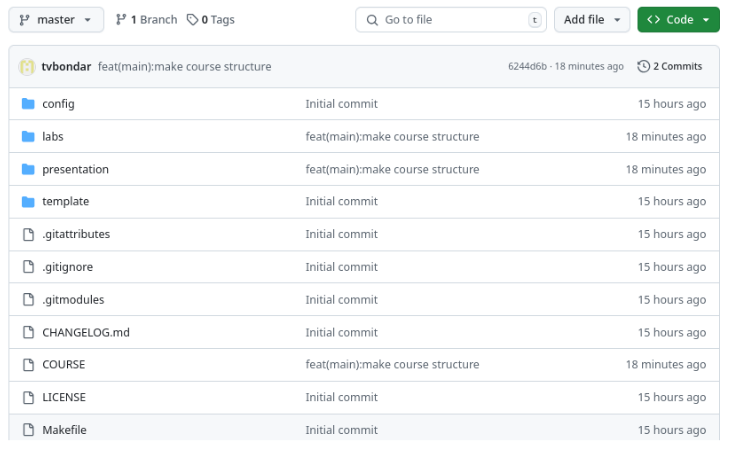 master 1 Branch 0 Tags Go to file t Add file Code
tvbondar feat(main):make course structure 6244d6b · 18 minutes ago 2 Commits
config Initial commit 15 hours ago
labs feat(main):make course structure 18 minutes ago
presentation feat(main):make course structure 18 minutes ago
template Initial commit 15 hours ago
.gitattributes Initial commit 15 hours ago
.gitignore Initial commit 15 hours ago
.gitmodules Initial commit 15 hours ago
CHANGELOG.md Initial commit 15 hours ago
COURSE feat(main):make course structure 18 minutes ago
LICENSE Initial commit 15 hours ago
Makefile Initial commit 15 hours ago